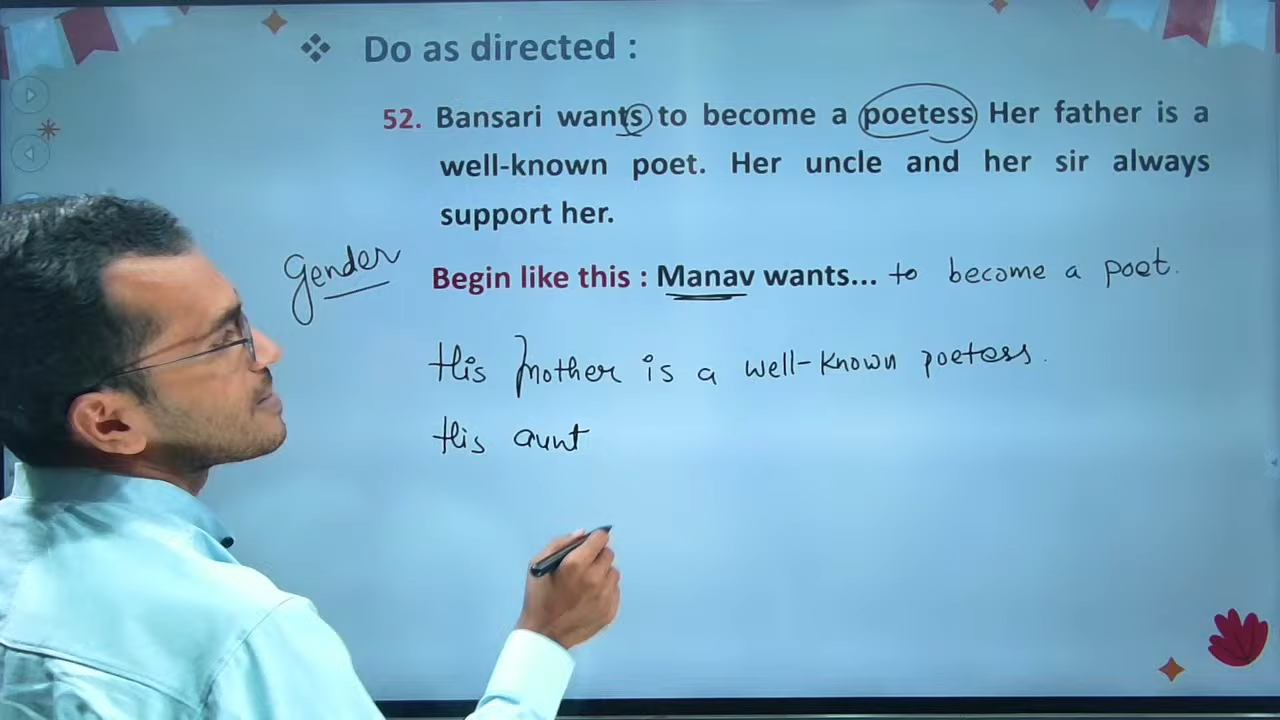 ❖ Do as directed :
52. Bansari wants to become a poetess Her father is a
well-known poet. Her uncle and her sir always
support her.
Gender
Begin like this : Manav wants... to become a poet.
His mother is a well-known poetess.
His aunt